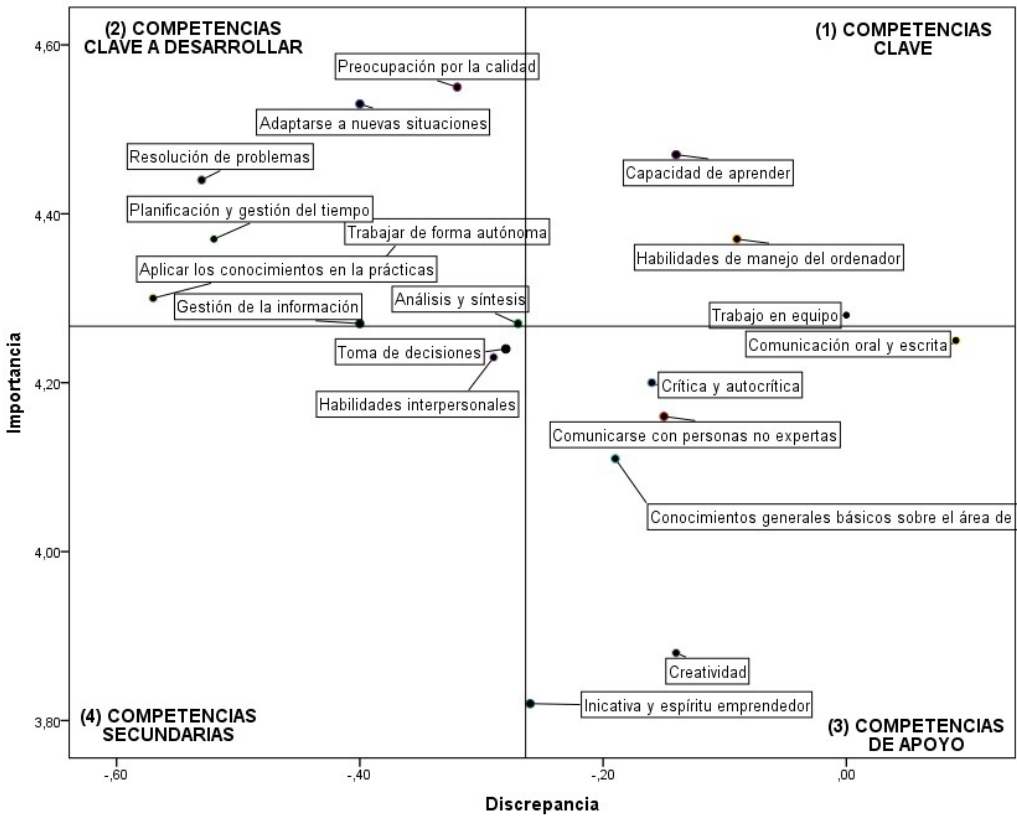 (2) COMPETENCIAS
CLAVE A DESARROLLAR
(1) COMPETENCIAS
CLAVE
4,60
Preocupación por la calidad
Adaptarse a nuevas situaciones
Resolución de problemas
Capacidad de aprender
Planificación y gestión del tiempo
4,40
Trabajar de forma autónoma
Habilidades de manejo del ordenador
Aplicar los conocimientos en la prácticas
Gestión de la información
Análisis y síntesis
Trabajo en equipo
Importancia
Toma de decisiones
Comunicación oral y escrita
4,20
Crítica y autocrítica
Habilidades interpersonales
Comunicarse con personas no expertas
Conocimientos generales básicos sobre el área de
4,00
Creatividad
Inicativa y espíritu emprendedor
3,80
(4) COMPETENCIAS
SECUNDARIAS
(3) COMPETENCIAS
DE APOYO
-,60
-,40
-,20
,00
Discrepancia